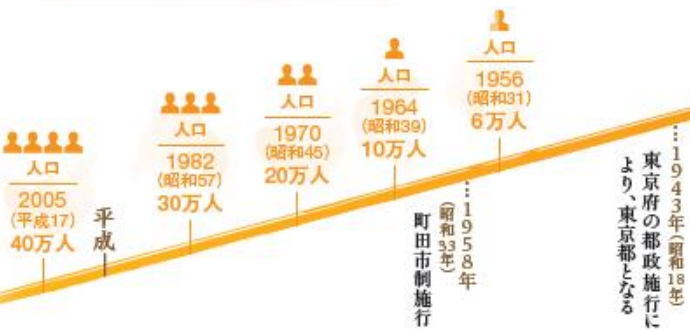 1943年(昭和18年)
東京府の都政施行に
より、東京都となる
人口
1956
(昭和31)
6万人
1958年
(昭和33年)
町田市制施行
人口
1964
(昭和39)
10万人
人口
1970
(昭和45)
20万人
人口
1982
(昭和57)
30万人
平成
人口
2005
(平成17)
40万人